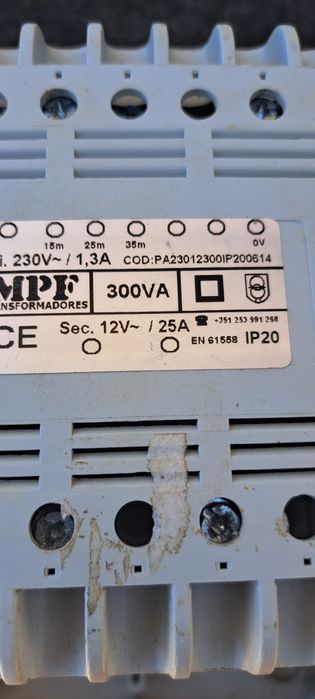 15m 25m 35m 0V
i. 230V~ / 1,3A COD:PA23012300IP200614
MPF
TRANSFORMADORES
300VA
CE Sec. 12V~ / 25A ☎ +351 253 991 268
EN 61558 IP20